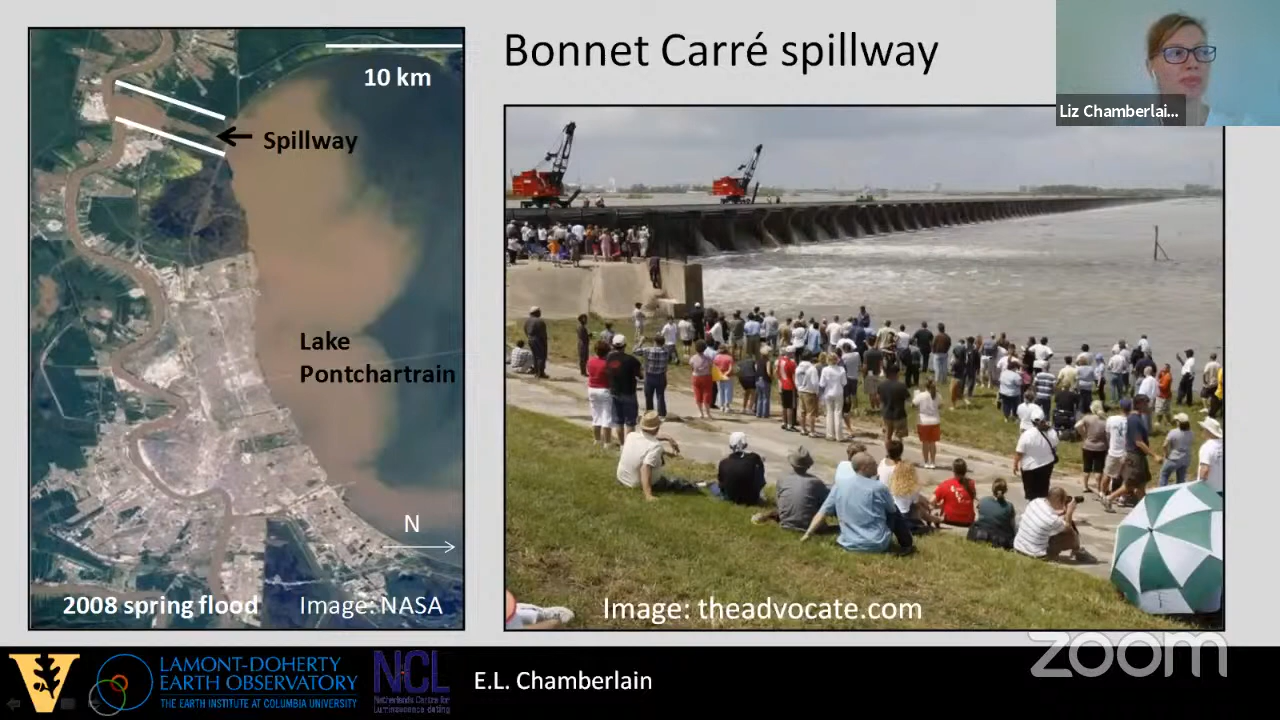 Bonnet Carré spillway
Liz Chamberlai...
10 km
Spillway
Lake
Pontchartrain
N
2008 spring flood
Image: NASA
Image: theadvocate.com
zoom
V
LAMONT-DOHERTY
EARTH OBSERVATORY
THE EARTH INSTITUTE AT COLUMBIA UNIVERSITY
NCL
Netherlands Centre for
Luminescence dating
E.L. Chamberlain